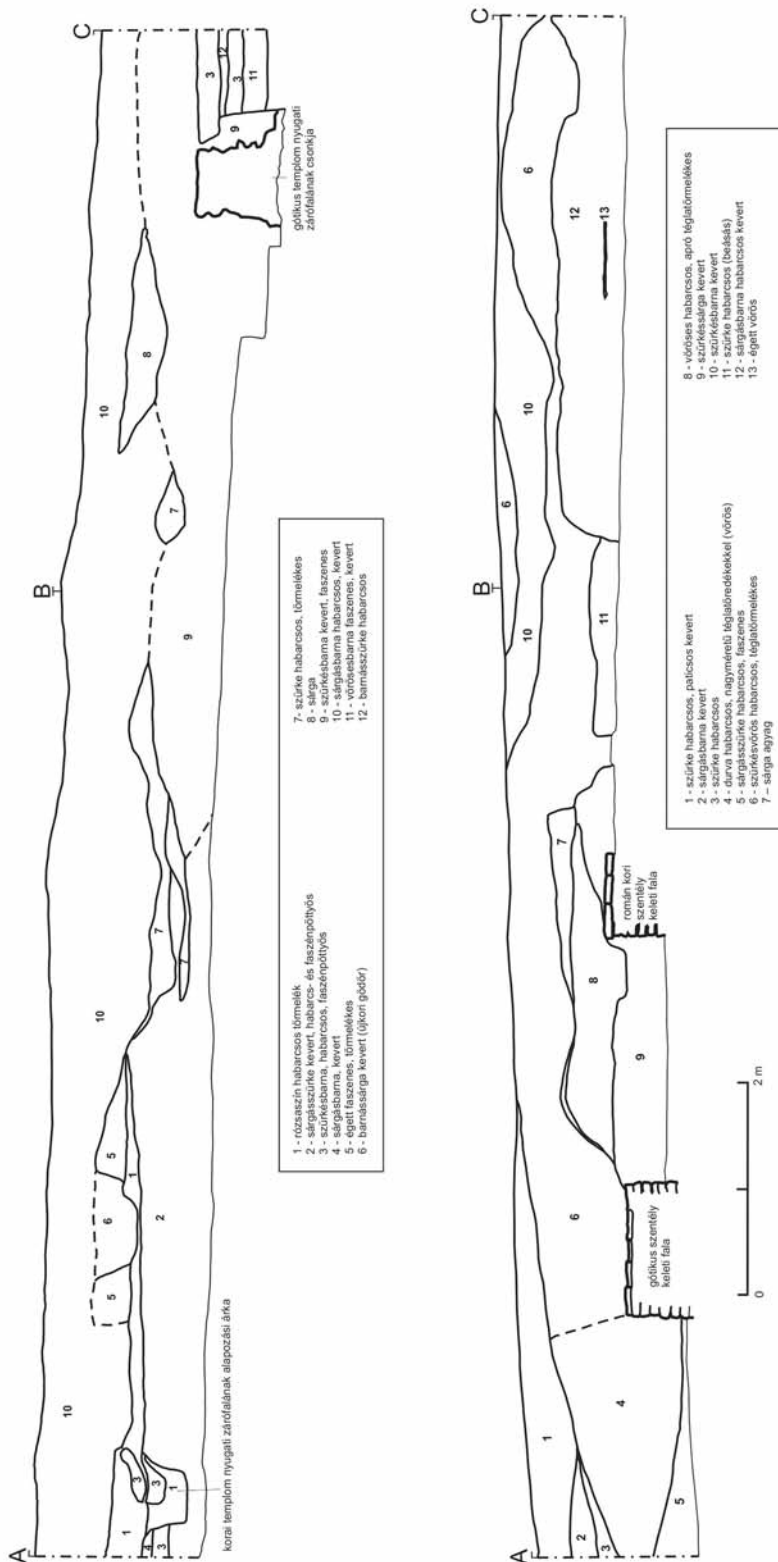 A
B
C
10
10
8
7
9
7
7
5
6
5
1
2
3
3
1
1
4
3
3
12
3
11
9
gótikus templom nyugati
zárófalának csonkja
korai templom nyugati zárófalának alapozási árka
1 - rózsaszín habarcsos törmelék
2 - sárgásszürke kevert, habarcs- és faszénpöttyös
3 - szürkésbarna, habarcsos, faszénpöttyös
4 - sárgásbarna, kevert
5 - égett faszenes, törmelékes
6 - barnássárga kevert (újkori gödör)
7- szürke habarcsos, törmelékes
8 - sárga
9 - szürkésbarna kevert, faszenes
10 - sárgásbarna habarcsos, kevert
11 - vörösesbarna faszenes, kevert
12 - barnásszürke habarcsos
A
B
C
1
2
3
4
5
6
gótikus szentély
keleti fala
7
8
9
román kori
szentély
keleti fala
6
10
11
10
6
12
13
0
2 m
1 - szürke habarcsos, paticsos kevert
2 - sárgásbarna kevert
3 - szürke habarcsos
4 - durva habarcsos, nagyméretű téglatöredékekkel (vörös)
5 - sárgásszürke habarcsos, faszenes
6 - szürkésvörös habarcsos, téglatörmelékes
7 – sárga agyag
8 - vöröses habarcsos, apró téglatörmelékes
9 - szürkéssárga kevert
10 - szürkésbarna kevert
11 - szürke habarcsos (beásás)
12 - sárgásbarna habarcsos kevert
13 - égett vörös